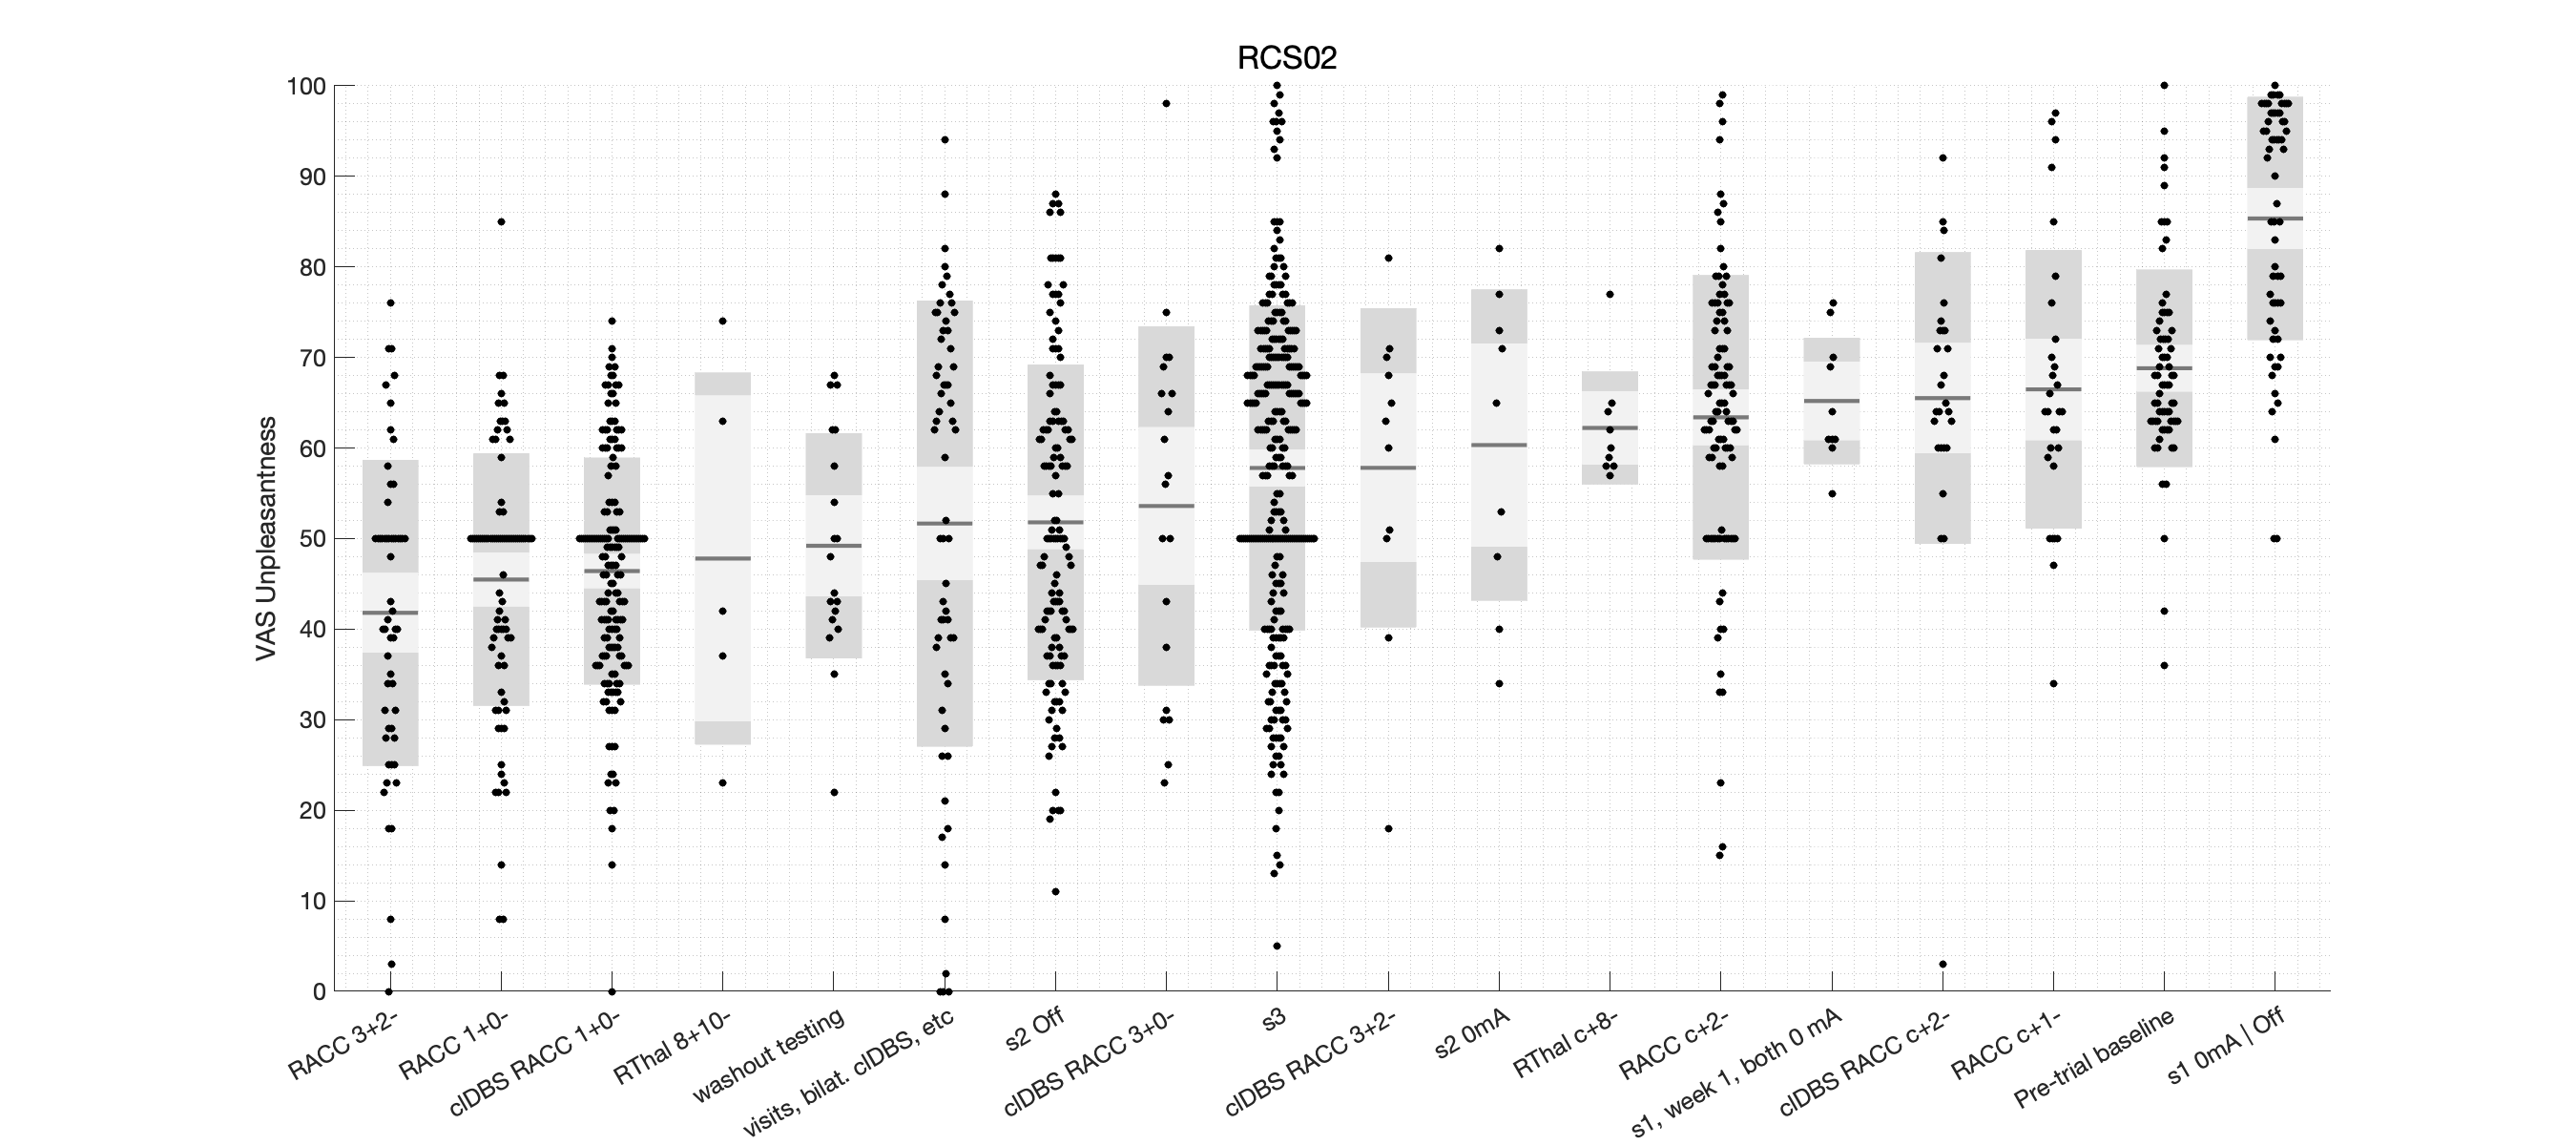 RCS02
VAS Unpleasantness
100
90
80
70
60
50
40
30
20
10
0
RACC 3+2-
RACC 1+0-
clDBS RACC 1+0-
RThal 8+10-
washout testing
visits, bilat. clDBS, etc
s2 Off
clDBS RACC 3+0-
s3
clDBS RACC 3+2-
s2 0mA
RThal c+8-
RACC c+2-
s1, week 1, both 0 mA
clDBS RACC c+2-
RACC c+1-
Pre-trial baseline
s1 0mA | Off